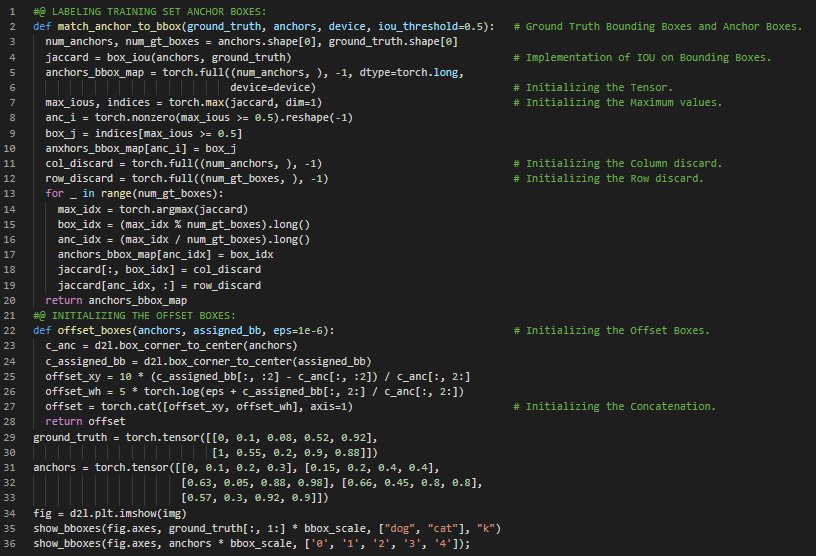 1 #@ LABELING TRAINING SET ANCHOR BOXES:
2 def match_anchor_to_bbox(ground_truth, anchors, device, iou_threshold=0.5):   # Ground Truth Bounding Boxes and Anchor Boxes.
3   num_anchors, num_gt_boxes = anchors.shape[0], ground_truth.shape[0]
4   jaccard = box_iou(anchors, ground_truth)   # Implementation of IOU on Bounding Boxes.
5   anchors_bbox_map = torch.full((num_anchors, ), -1, dtype=torch.long,
6                                 device=device)   # Initializing the Tensor.
7   max_ious, indices = torch.max(jaccard, dim=1)   # Initializing the Maximum values.
8   anc_i = torch.nonzero(max_ious >= 0.5).reshape(-1)
9   box_j = indices[max_ious >= 0.5]
10   anxhors_bbox_map[anc_i] = box_j
11   col_discard = torch.full((num_anchors, ), -1)   # Initializing the Column discard.
12   row_discard = torch.full((num_gt_boxes, ), -1)   # Initializing the Row discard.
13   for _ in range(num_gt_boxes):
14     max_idx = torch.argmax(jaccard)
15     box_idx = (max_idx % num_gt_boxes).long()
16     anc_idx = (max_idx / num_gt_boxes).long()
17     anchors_bbox_map[anc_idx] = box_idx
18     jaccard[:, box_idx] = col_discard
19     jaccard[anc_idx, :] = row_discard
20   return anchors_bbox_map
21 #@ INITIALIZING THE OFFSET BOXES:
22 def offset_boxes(anchors, assigned_bb, eps=1e-6):   # Initializing the Offset Boxes.
23   c_anc = d2l.box_corner_to_center(anchors)
24   c_assigned_bb = d2l.box_corner_to_center(assigned_bb)
25   offset_xy = 10 * (c_assigned_bb[:, :2] - c_anc[:, :2]) / c_anc[:, 2:]
26   offset_wh = 5 * torch.log(eps + c_assigned_bb[:, 2:] / c_anc[:, 2:])
27   offset = torch.cat([offset_xy, offset_wh], axis=1)   # Initializing the Concatenation.
28   return offset
29 ground_truth = torch.tensor([[0, 0.1, 0.08, 0.52, 0.92],
30                              [1, 0.55, 0.2, 0.9, 0.88]])
31 anchors = torch.tensor([[0, 0.1, 0.2, 0.3], [0.15, 0.2, 0.4, 0.4],
32                         [0.63, 0.05, 0.88, 0.98], [0.66, 0.45, 0.8, 0.8],
33                         [0.57, 0.3, 0.92, 0.9]])
34 fig = d2l.plt.imshow(img)
35 show_bboxes(fig.axes, ground_truth[:, 1:] * bbox_scale, ["dog", "cat"], "k")
36 show_bboxes(fig.axes, anchors * bbox_scale, ['0', '1', '2', '3', '4']);